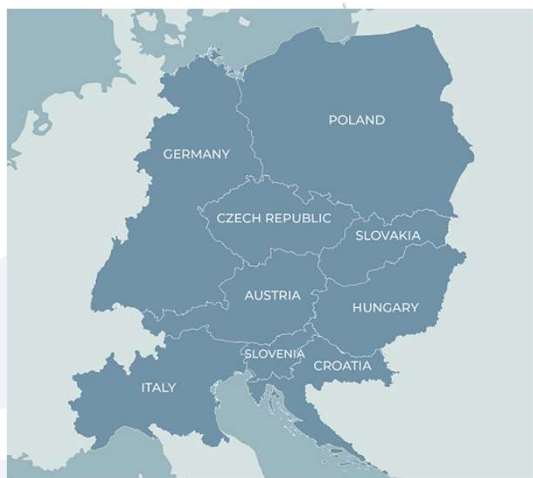 POLAND
GERMANY
CZECH REPUBLIC
SLOVAKIA
AUSTRIA
HUNGARY
SLOVENIA
CROATIA
ITALY